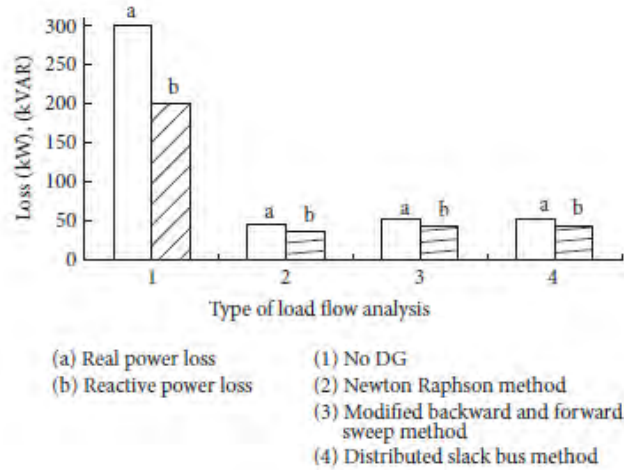 a
300
250
b
200
150
100
a
b
a
b
a
b
50
0
1
2
3
4
Loss (kW), (kVAR)
Type of load flow analysis
(a) Real power loss
(b) Reactive power loss
(1) No DG
(2) Newton Raphson method
(3) Modified backward and forward
sweep method
(4) Distributed slack bus method